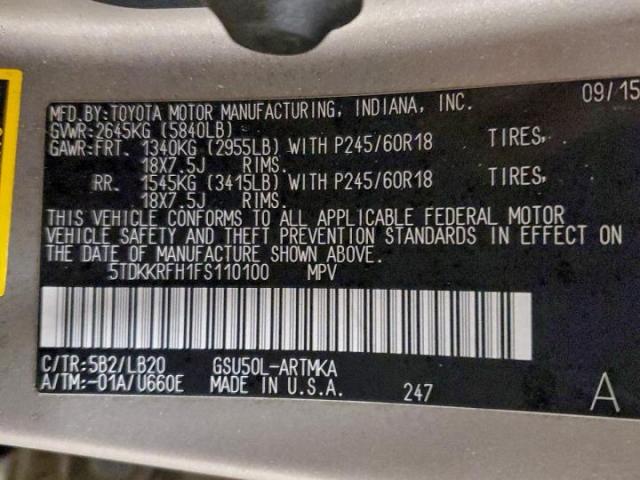 MFD.BY:TOYOTA MOTOR MANUFACTURING, INDIANA, INC. 09/15
GVWR:2645KG (5840LB)
GAWR:FRT. 1340KG (2955LB) WITH P245/60R18 TIRES,
18X7.5J RIMS.
RR. 1545KG (3415LB) WITH P245/60R18 TIRES,
18X7.5J RIMS.
THIS VEHICLE CONFORMS TO ALL APPLICABLE FEDERAL MOTOR
VEHICLE SAFETY AND THEFT PREVENTION STANDARDS IN EFFECT ON
THE DATE OF MANUFACTURE SHOWN ABOVE.
5TDKKRFH1FS110100 MPV
C/TR:5B2/LB20 GSU50L-ARTMKA
A/TM:-01A/U660E MADE IN U.S.A. 247 A